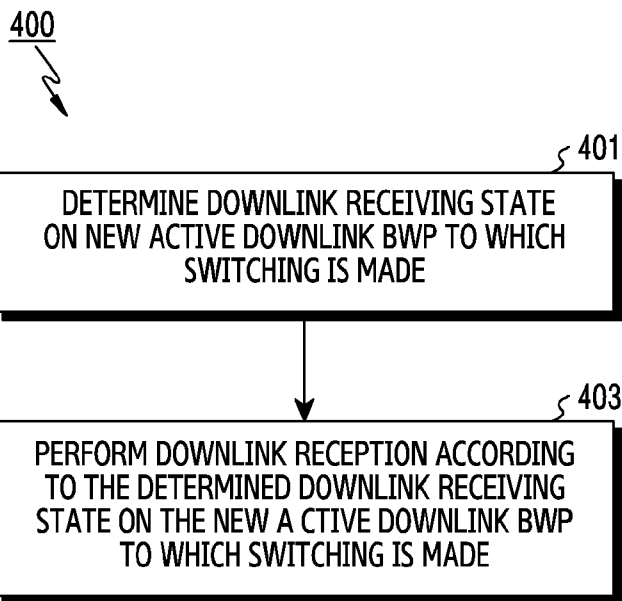 400
401
DETERMINE DOWNLINK RECEIVING STATE
ON NEW ACTIVE DOWNLINK BWP TO WHICH
SWITCHING IS MADE
403
PERFORM DOWNLINK RECEPTION ACCORDING
TO THE DETERMINED DOWNLINK RECEIVING
STATE ON THE NEW A CTIVE DOWNLINK BWP
TO WHICH SWITCHING IS MADE